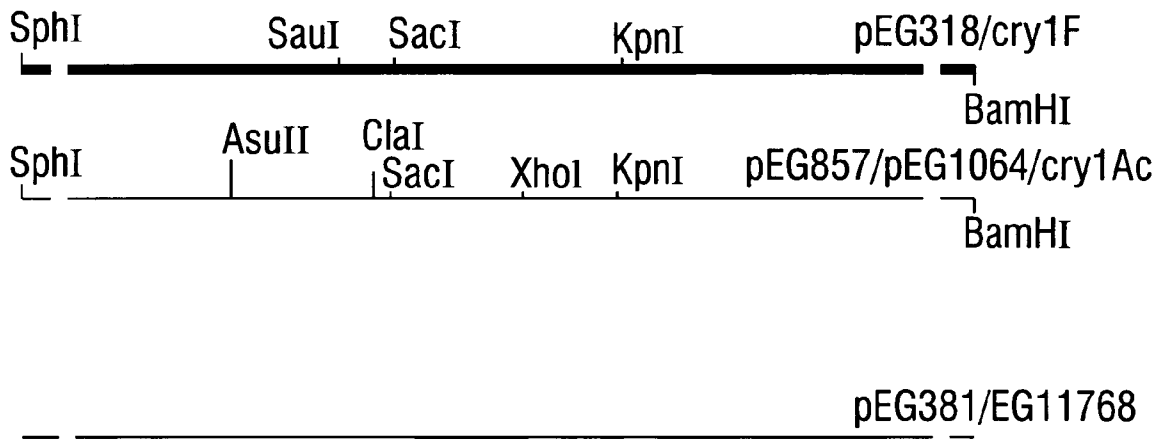 SphI SauI SacI KpnI pEG318/cry1F
BamHI
AsuII ClaI
SphI SacI XhoI KpnI pEG857/pEG1064/cry1Ac
BamHI
pEG381/EG11768